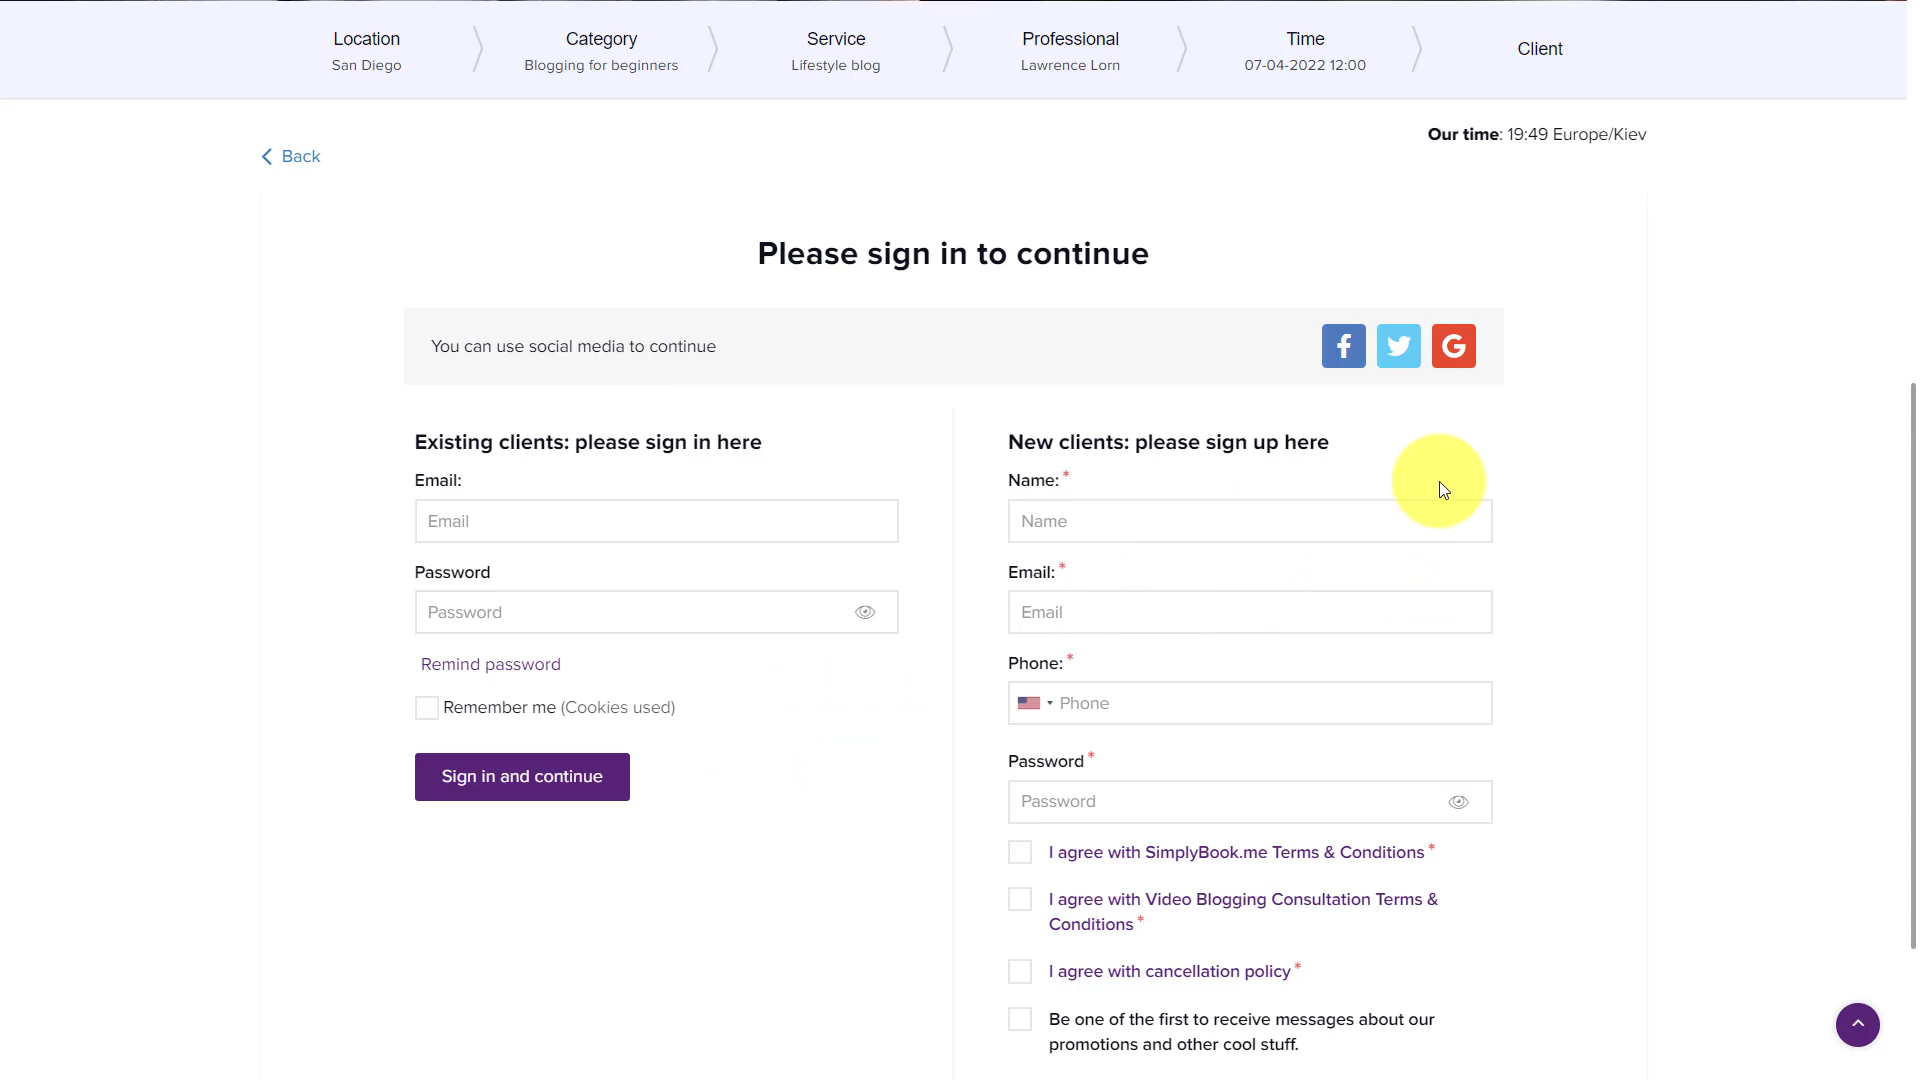 Location
San Diego
Category
Blogging for beginners
Service
Lifestyle blog
Professional
Lawrence Lorn
Time
07-04-2022 12:00
Client
Our time: 19:49 Europe/Kiev
Back
Please sign in to continue
You can use social media to continue
Existing clients: please sign in here
Email:
Email
Password
Password
Remind password
Remember me (Cookies used)
Sign in and continue
New clients: please sign up here
Name: *
Name
Email: *
Email
Phone: *
Phone
Password *
Password
I agree with SimplyBook.me Terms & Conditions *
I agree with Video Blogging Consultation Terms &
Conditions *
I agree with cancellation policy *
Be one of the first to receive messages about our
promotions and other cool stuff.